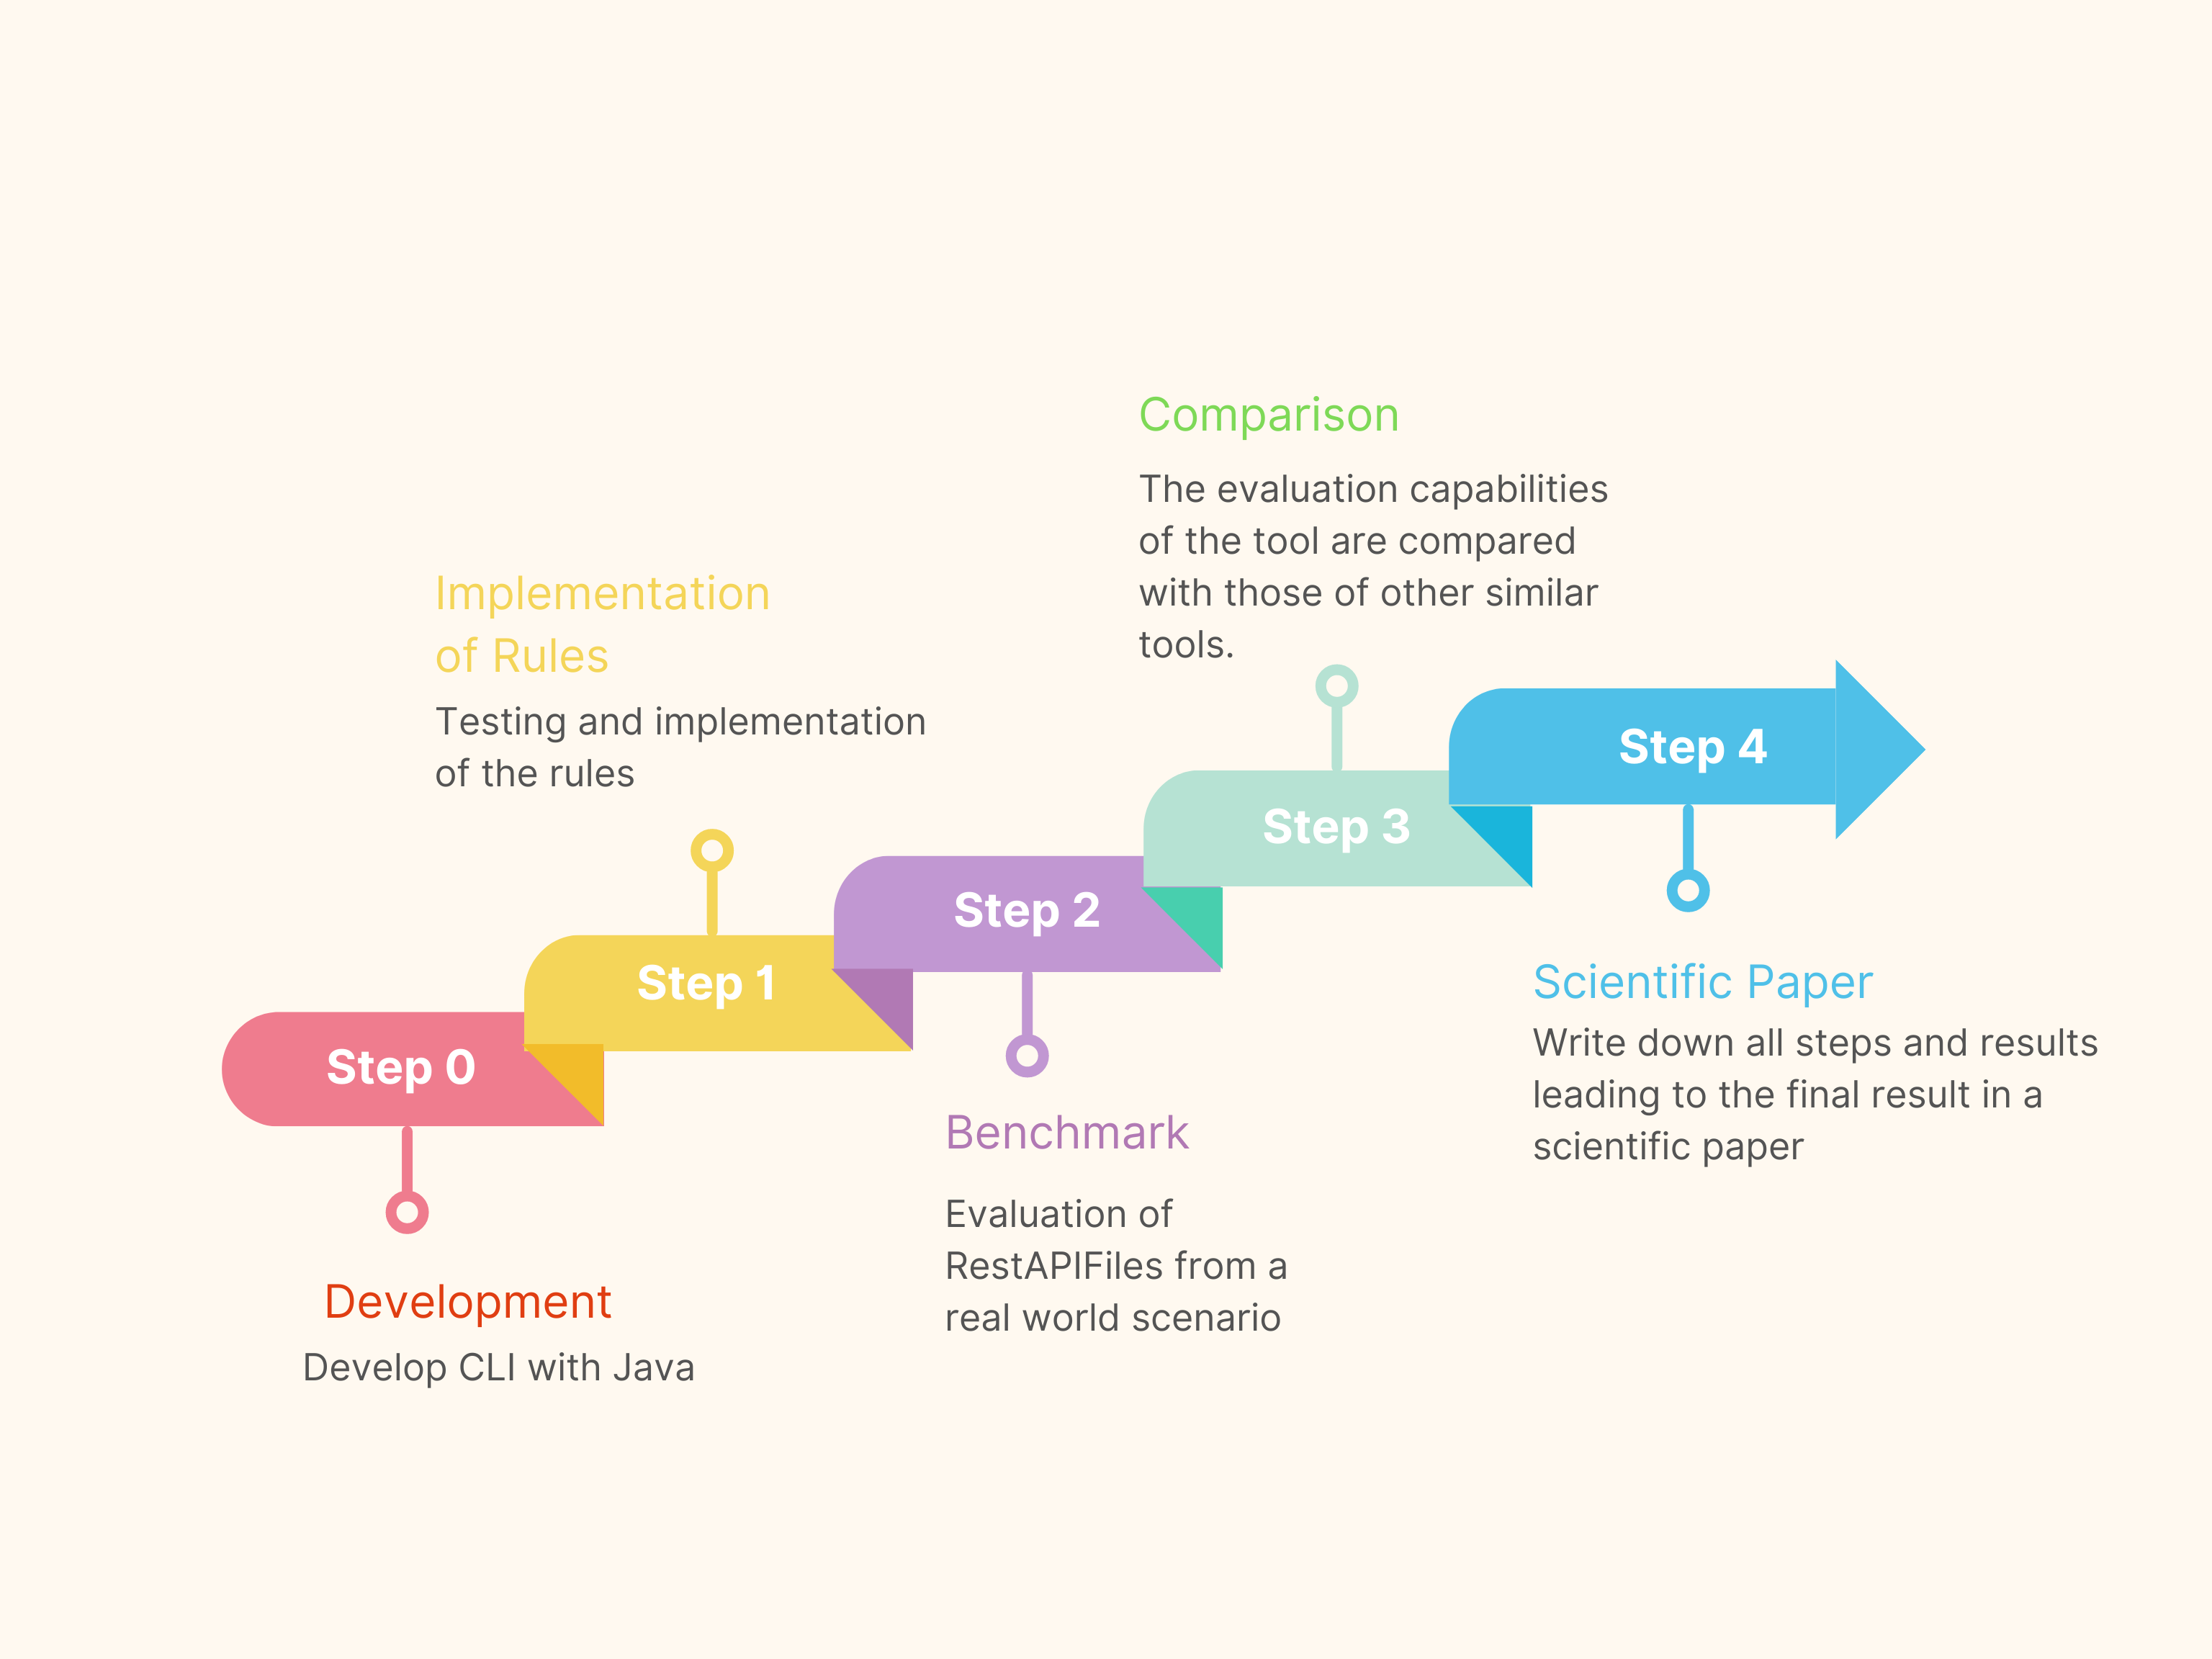 Comparison
The evaluation capabilities
of the tool are compared
with those of other similar
tools.
Implementation
of Rules
Testing and implementation
of the rules
Step 4
Step 3
Step 2
Step 1
Step 0
Scientific Paper
Write down all steps and results
leading to the final result in a
scientific paper
Benchmark
Evaluation of
RestAPIFiles from a
real world scenario
Development
Develop CLI with Java